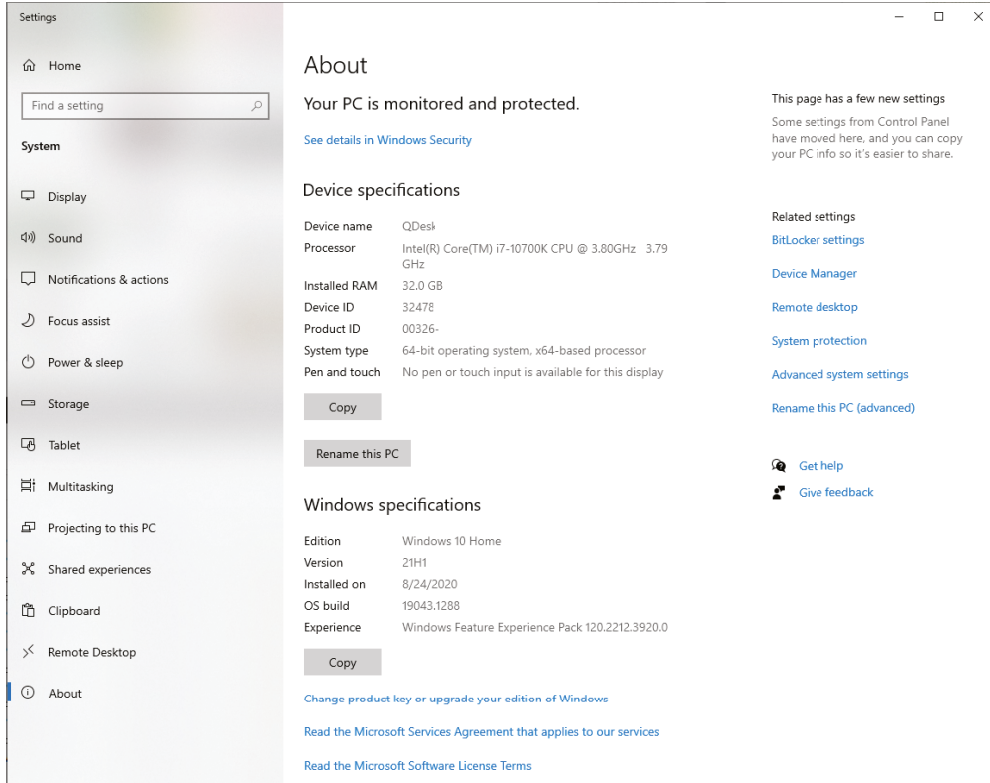 Settings
Home
Find a setting
System
Display
Sound
Notifications & actions
Focus assist
Power & sleep
Storage
Tablet
Multitasking
Projecting to this PC
Shared experiences
Clipboard
Remote Desktop
About
About
Your PC is monitored and protected.
See details in Windows Security
Device specifications
Device name QDesk
Processor Intel(R) Core(TM) i7-10700K CPU @ 3.80GHz 3.79
GHz
Installed RAM 32.0 GB
Device ID 32478
Product ID 00326-
System type 64-bit operating system, x64-based processor
Pen and touch No pen or touch input is available for this display
Copy
Rename this PC
Windows specifications
Edition Windows 10 Home
Version 21H1
Installed on 8/24/2020
OS build 19043.1288
Experience Windows Feature Experience Pack 120.2212.3920.0
Copy
Change product key or upgrade your edition of Windows
Read the Microsoft Services Agreement that applies to our services
Read the Microsoft Software License Terms
This page has a few new settings
Some settings from Control Panel
have moved here, and you can copy
your PC info so it's easier to share.
Related settings
BitLocker settings
Device Manager
Remote desktop
System protection
Advanced system settings
Rename this PC (advanced)
Get help
Give feedback